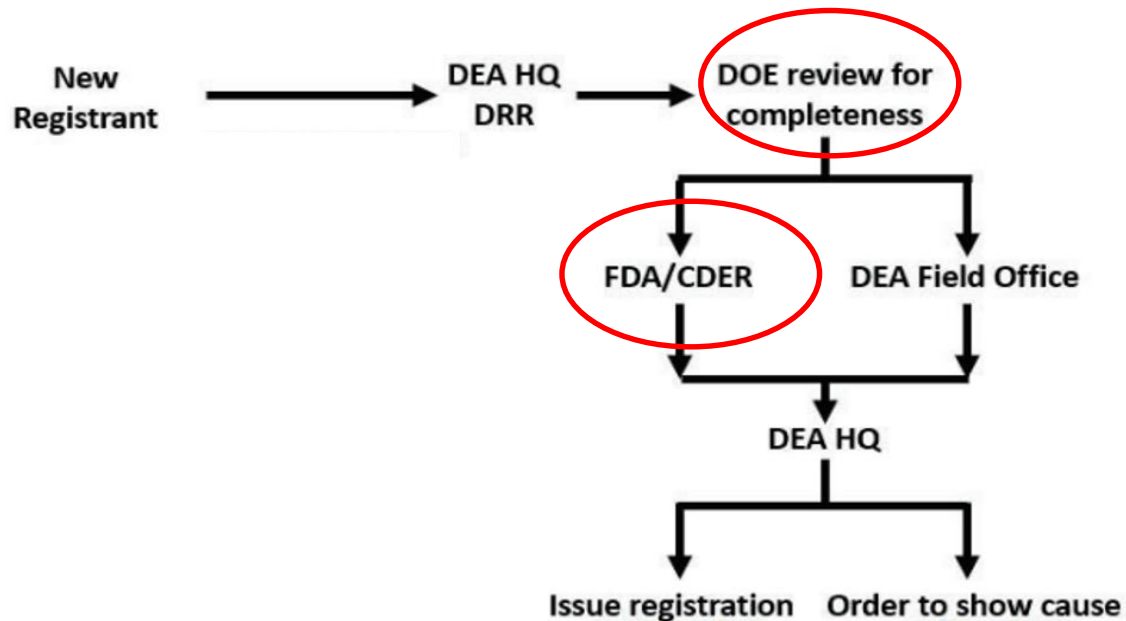 New
Registrant
DEA HQ
DRR
DOE review for
completeness
FDA/CDER
DEA Field Office
DEA HQ
Issue registration
Order to show cause